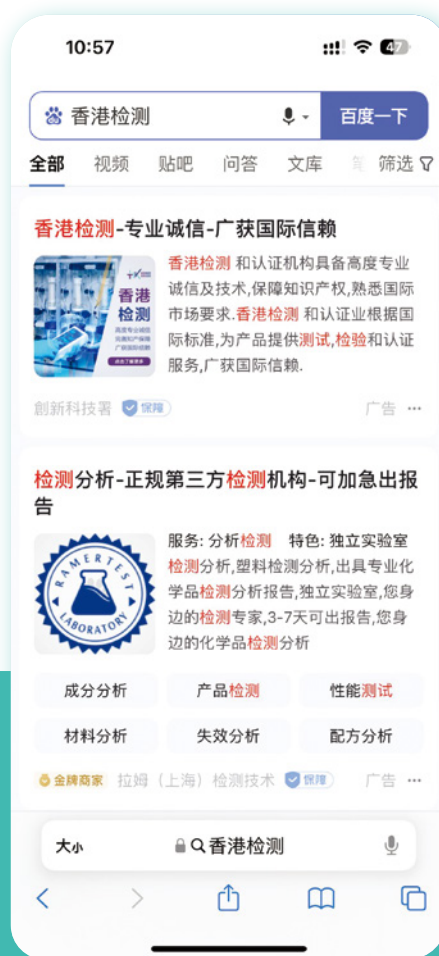 10:57
47
香港检测
百度一下
全部 视频 贴吧 问答 文库 筛选
香港检测-专业诚信-广获国际信赖
香港
检测
高度专业诚信
点击了解更多
香港检测 和认证机构具备高度专业
诚信及技术,保障知识产权,熟悉国际
市场要求.香港检测 和认证业根据国
际标准,为产品提供测试,检验和认证
服务,广获国际信赖.
創新科技署 保障 广告
检测分析-正规第三方检测机构-可加急出报
告
RAMERTEST
LABORATORY
服务: 分析检测 特色: 独立实验室
检测分析,塑料检测分析,出具专业化
学品检测分析报告,独立实验室,您身
边的检测专家,3-7天可出报告,您身
边的化学品检测分析
成分分析 产品检测 性能测试
材料分析 失效分析 配方分析
金牌商家 拉姆（上海）检测技术 保障 广告
大小 香港检测